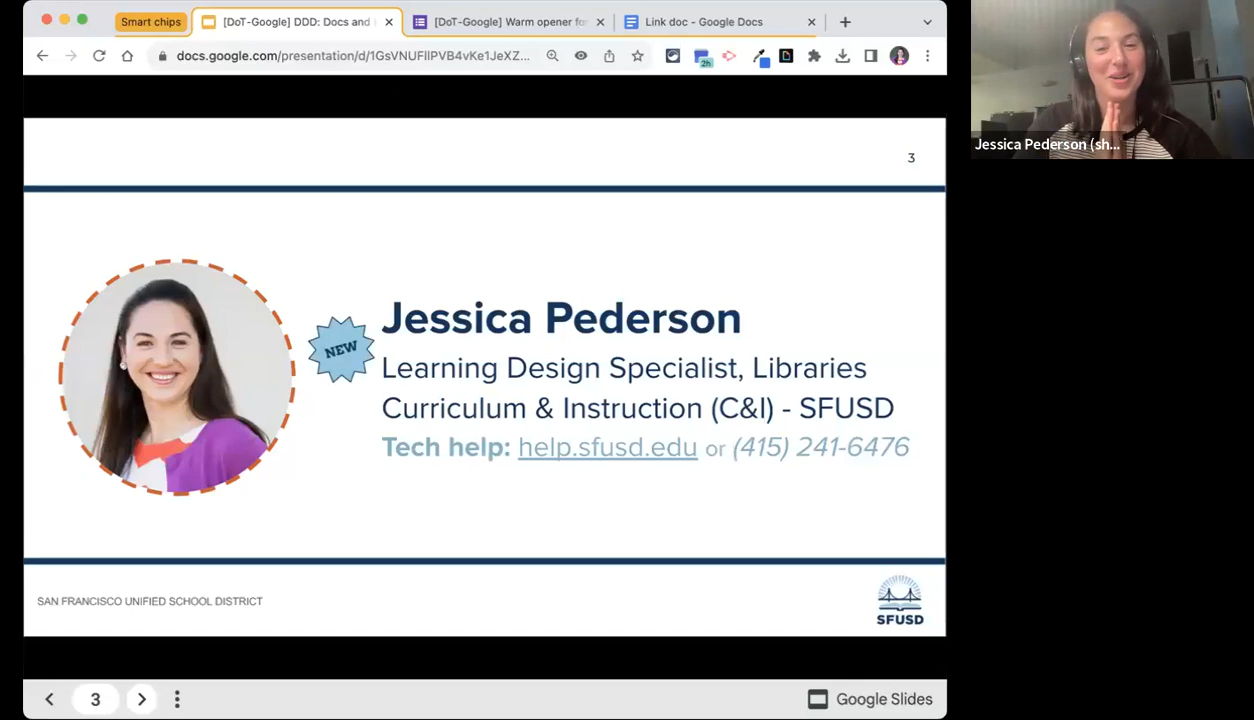 Smart chips
[DoT-Google] DDD: Docs and
[DoT-Google] Warm opener fo
Link doc - Google Docs
docs.google.com/presentation/d/1GsVNUFIlPVB4vKe1JeXZ...
2h
Jessica Pederson (sh...
3
NEW
Jessica Pederson
Learning Design Specialist, Libraries
Curriculum & Instruction (C&I) - SFUSD
Tech help: help.sfusd.edu or (415) 241-6476
SAN FRANCISCO UNIFIED SCHOOL DISTRICT
SFUSD
3
Google Slides